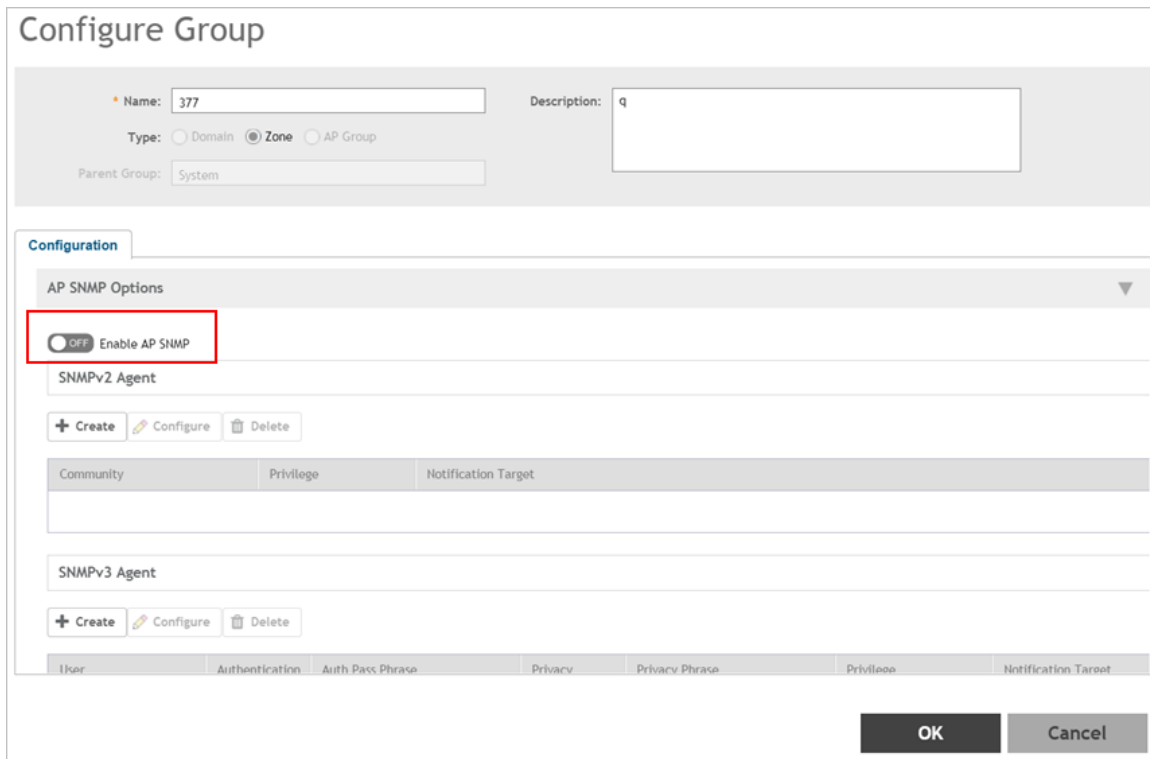 Configure Group
* Name: 377 Description: q
Type: Domain Zone AP Group
Parent Group: System
Configuration
AP SNMP Options
OFF Enable AP SNMP
SNMPv2 Agent
+ Create Configure Delete
Community Privilege Notification Target
SNMPv3 Agent
+ Create Configure Delete
User Authentication Auth Pass Phrase Privacy Privacy Phrase Privilege Notification Target
OK Cancel